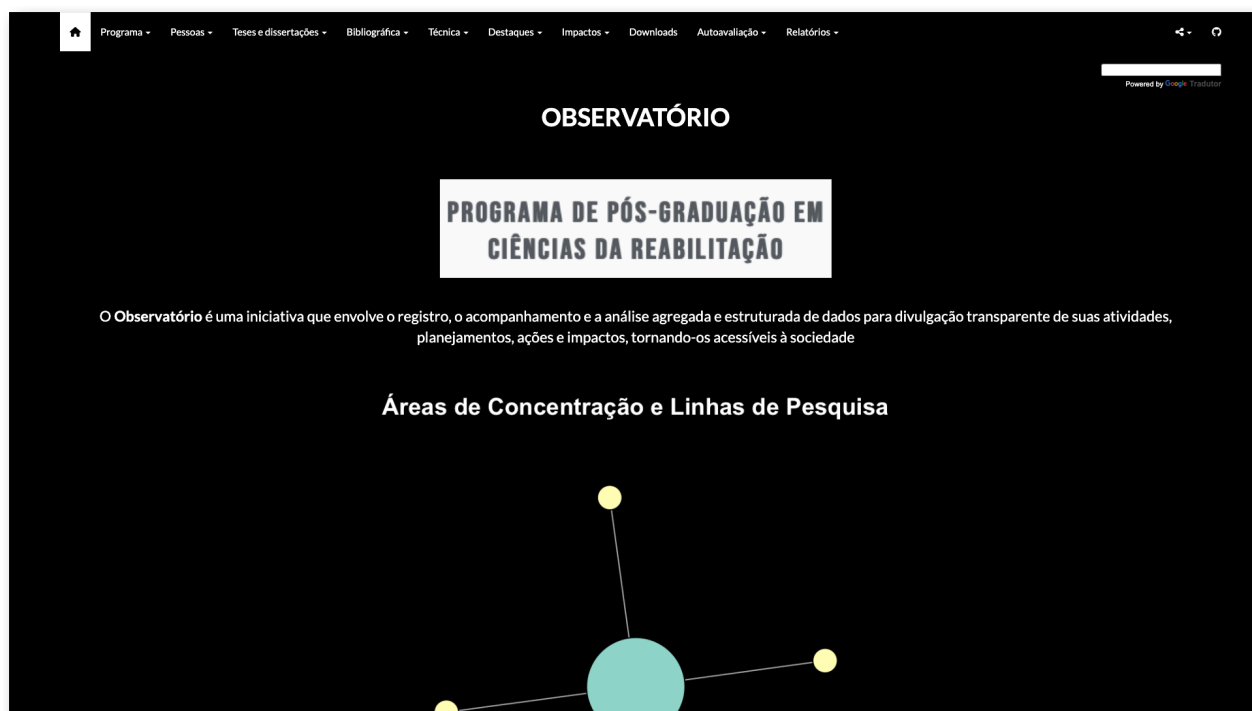 Programa Pessoas Teses e dissertações Bibliográfica Técnica Destaques Impactos Downloads Autoavaliação Relatórios
Powered by Google Tradutor
OBSERVATÓRIO
PROGRAMA DE PÓS-GRADUAÇÃO EM
CIÊNCIAS DA REABILITAÇÃO
O Observatório é uma iniciativa que envolve o registro, o acompanhamento e a análise agregada e estruturada de dados para divulgação transparente de suas atividades,
planejamentos, ações e impactos, tornando-os acessíveis à sociedade
Áreas de Concentração e Linhas de Pesquisa